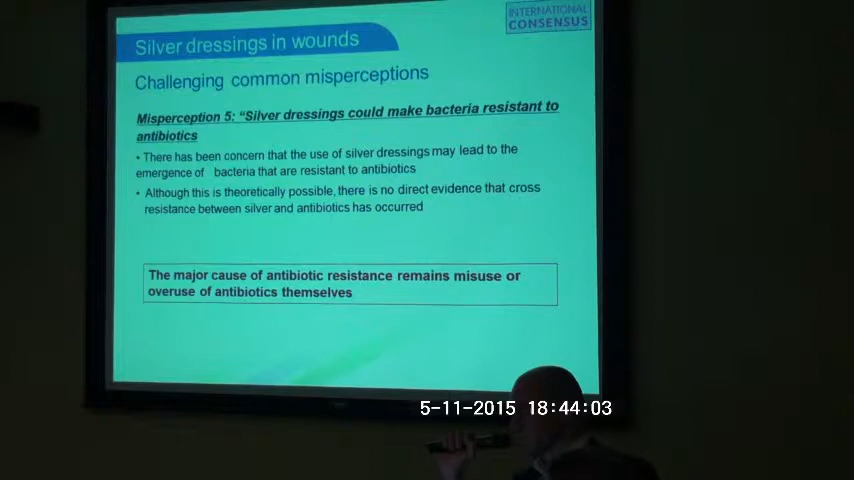 INTERNATIONAL
CONSENSUS
Silver dressings in wounds
Challenging common misperceptions
Misperception 5: “Silver dressings could make bacteria resistant to
antibiotics
• There has been concern that the use of silver dressings may lead to the
emergence of bacteria that are resistant to antibiotics
• Although this is theoretically possible, there is no direct evidence that cross
resistance between silver and antibiotics has occurred
The major cause of antibiotic resistance remains misuse or
overuse of antibiotics themselves
5-11-2015 18:44:03